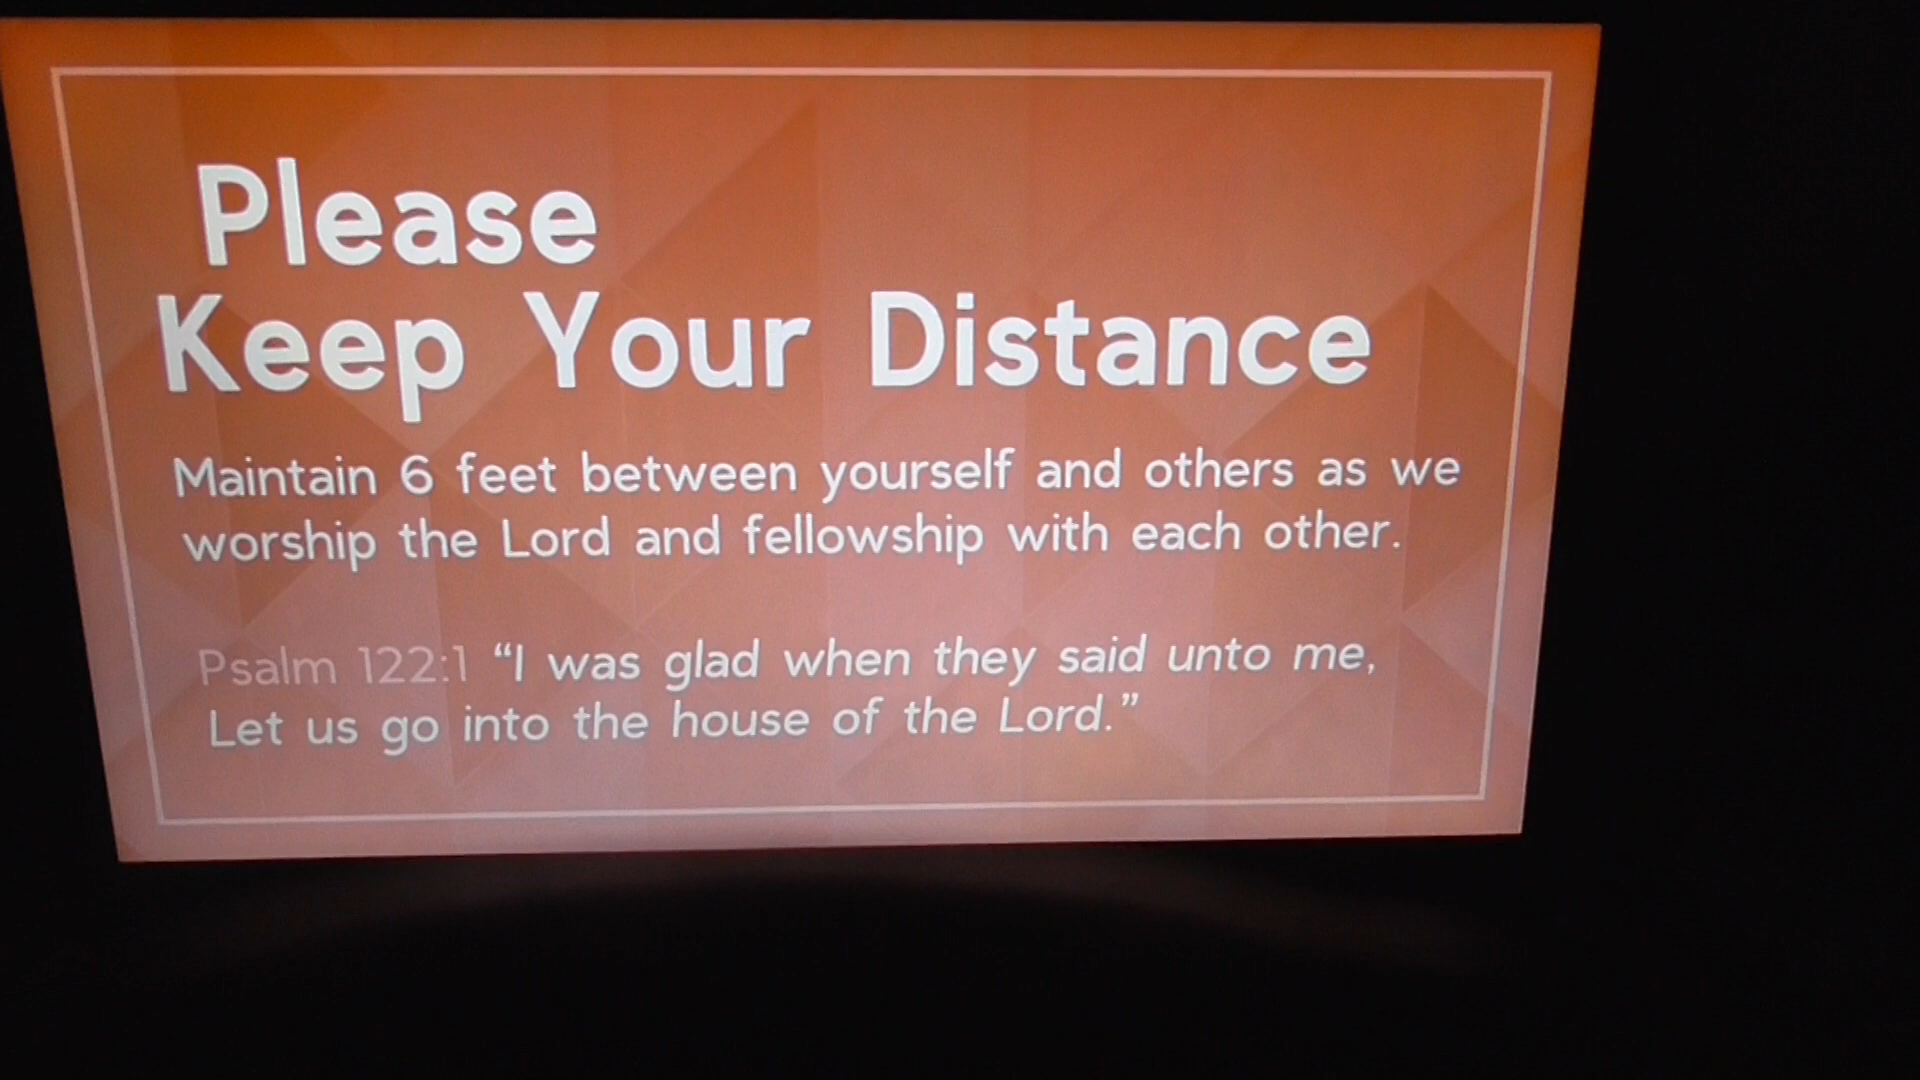 Please
Keep Your Distance
Maintain 6 feet between yourself and others as we
worship the Lord and fellowship with each other.
Psalm 122:1 “I was glad when they said unto me,
Let us go into the house of the Lord.”